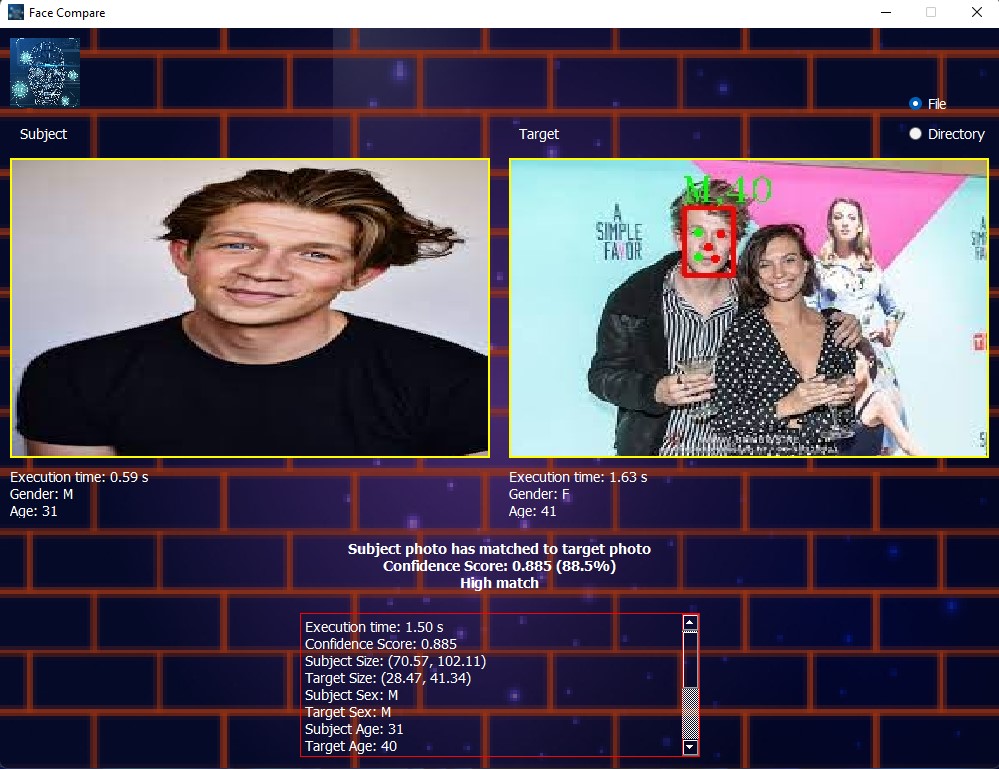 Face Compare
File
Subject
Target
Directory
M,40
A
SIMPLE
FAVOR
Execution time: 0.59 s
Gender: M
Age: 31
Execution time: 1.63 s
Gender: F
Age: 41
Subject photo has matched to target photo
Confidence Score: 0.885 (88.5%)
High match
Execution time: 1.50 s
Confidence Score: 0.885
Subject Size: (70.57, 102.11)
Target Size: (28.47, 41.34)
Subject Sex: M
Target Sex: M
Subject Age: 31
Target Age: 40